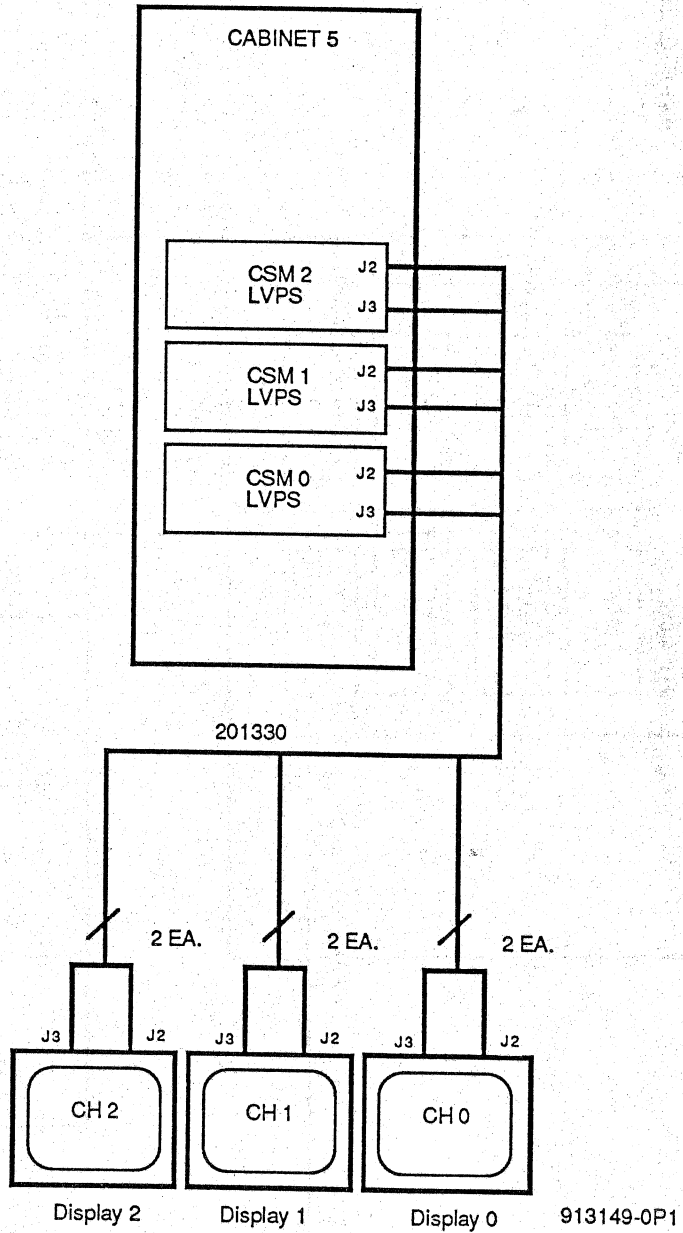 CABINET 5
CSM 2
LVPS
J2
J3
CSM 1
LVPS
J2
J3
CSM 0
LVPS
J2
J3
201330
2 EA.
2 EA.
2 EA.
J3
J2
J3
J2
J3
J2
CH 2
CH 1
CH 0
Display 2
Display 1
Display 0
913149-0P1